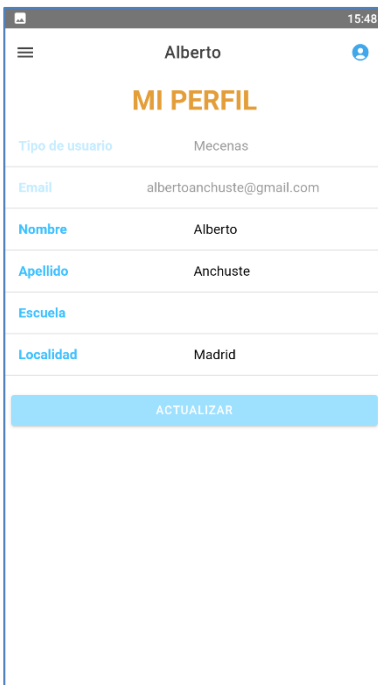 15:48
Alberto
MI PERFIL
Tipo de usuario Mecenas
Email albertoanchuste@gmail.com
Nombre Alberto
Apellido Anchuste
Escuela
Localidad Madrid
ACTUALIZAR